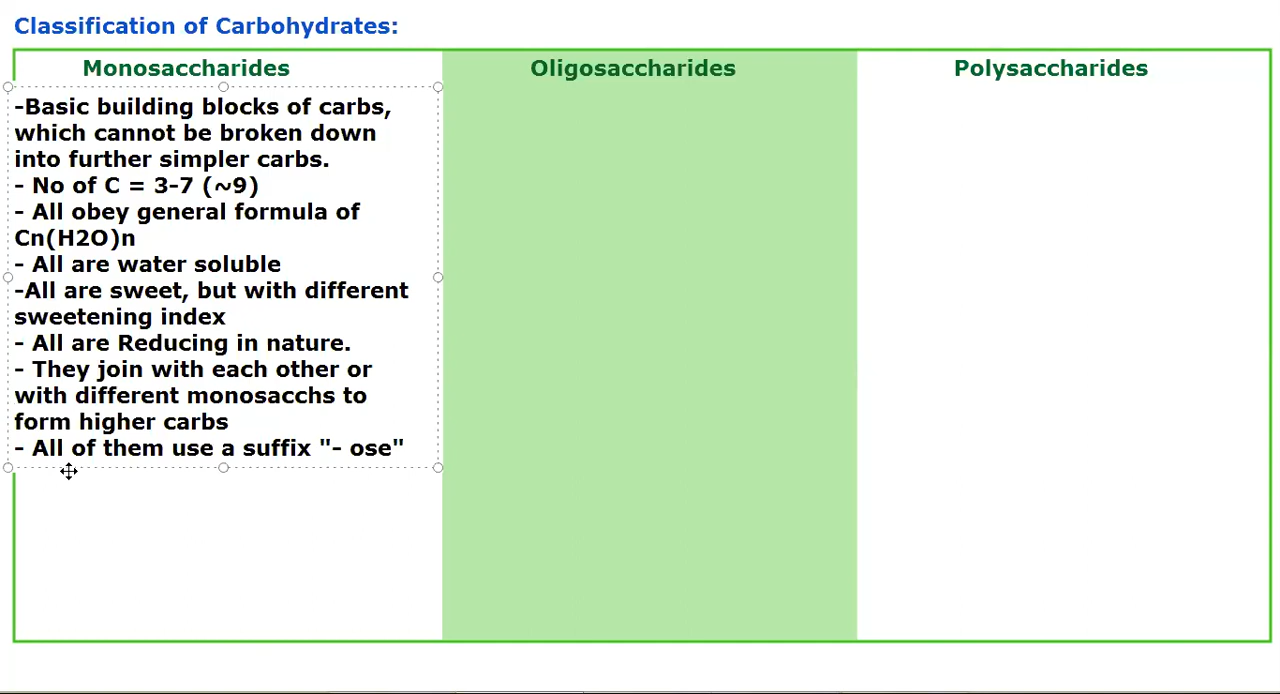 Classification of Carbohydrates:
Monosaccharides
Oligosaccharides
Polysaccharides
-Basic building blocks of carbs,
which cannot be broken down
into further simpler carbs.
- No of C = 3-7 (~9)
- All obey general formula of
Cn(H2O)n
- All are water soluble
-All are sweet, but with different
sweetening index
- All are Reducing in nature.
- They join with each other or
with different monosacchs to
form higher carbs
- All of them use a suffix "- ose"